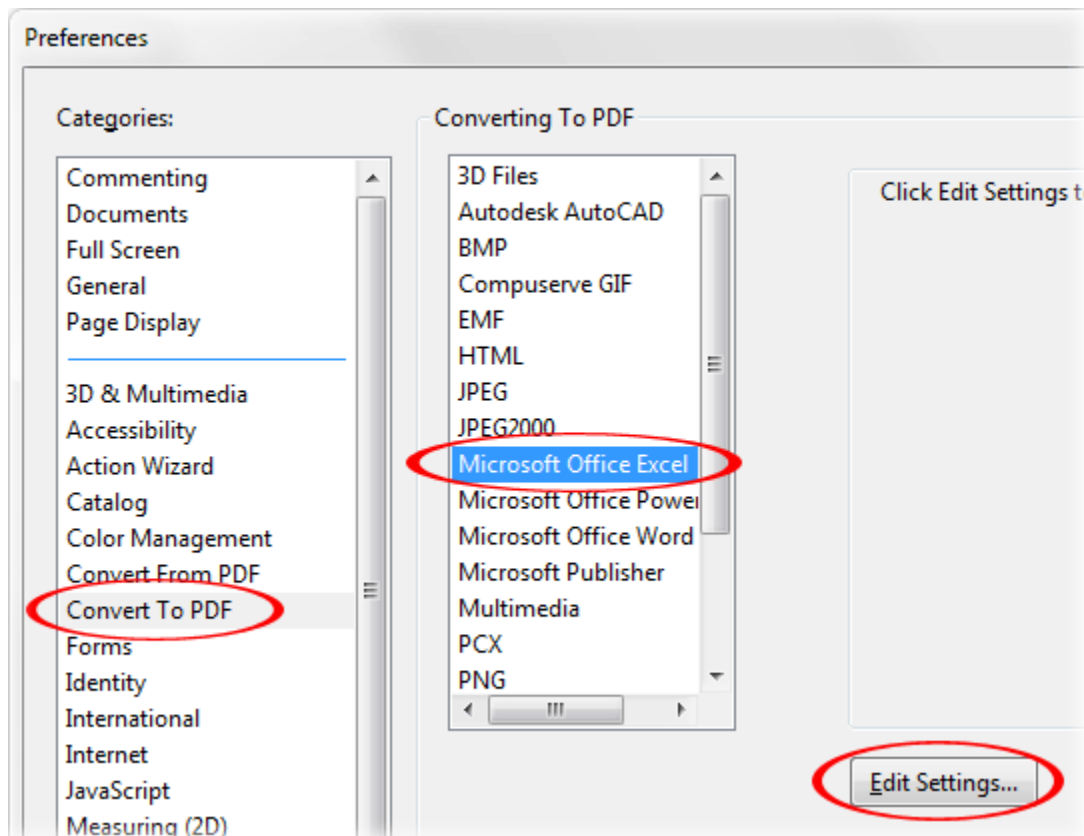 Preferences
Categories:
Commenting
Documents
Full Screen
General
Page Display
3D & Multimedia
Accessibility
Action Wizard
Catalog
Color Management
Convert From PDF
Convert To PDF
Forms
Identity
International
Internet
JavaScript
Measuring (2D)
Converting To PDF
3D Files
Autodesk AutoCAD
BMP
Compuserve GIF
EMF
HTML
JPEG
JPEG2000
Microsoft Office Excel
Microsoft Office Power
Microsoft Office Word
Microsoft Publisher
Multimedia
PCX
PNG
Click Edit Settings t
Edit Settings...